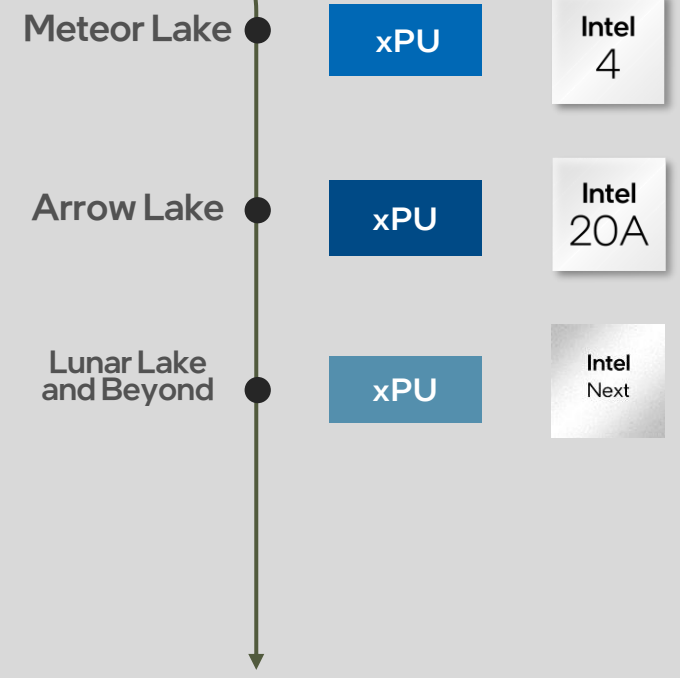 Meteor Lake
xPU
Intel
4
Arrow Lake
xPU
Intel
20A
Lunar Lake
and Beyond
xPU
Intel
Next